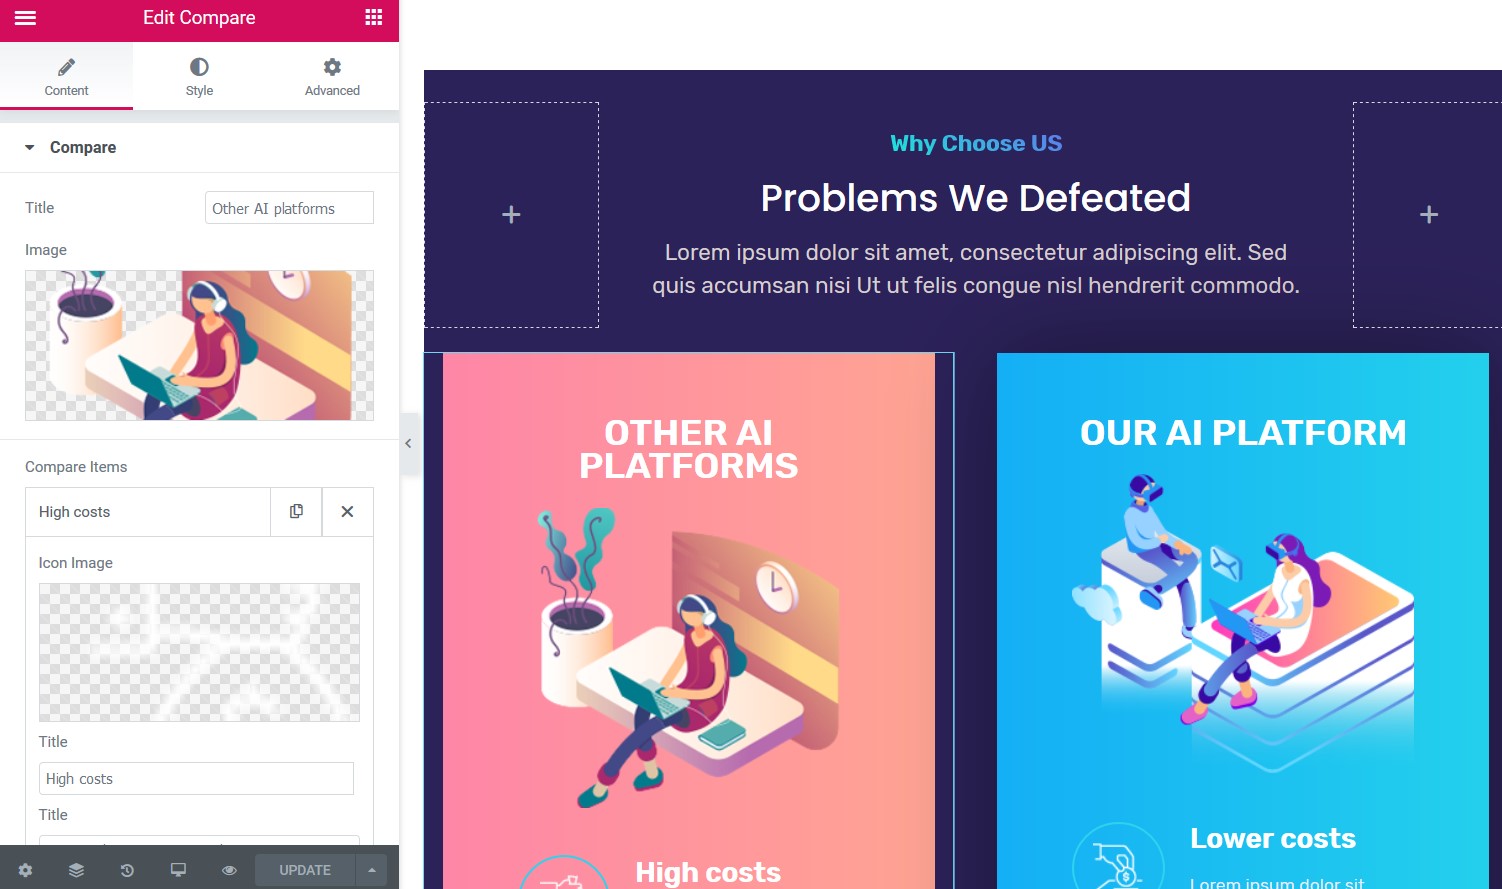 Edit Compare
Content
Style
Advanced
Compare
Title
Other AI platforms
Image
Compare Items
High costs
Icon Image
Title
High costs
Title
UPDATE
Why Choose US
Problems We Defeated
Lorem ipsum dolor sit amet, consectetur adipiscing elit. Sed
quis accumsan nisi Ut ut felis congue nisl hendrerit commodo.
OTHER AI
PLATFORMS
High costs
OUR AI PLATFORM
Lower costs
Lorem ipsum dolor sit